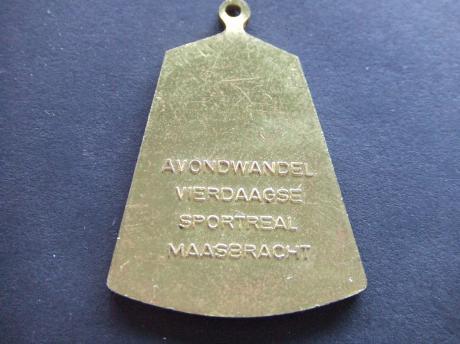 AVONDWANDEL
VIERDAAGSE
SPORTREAL
MAASBRACHT